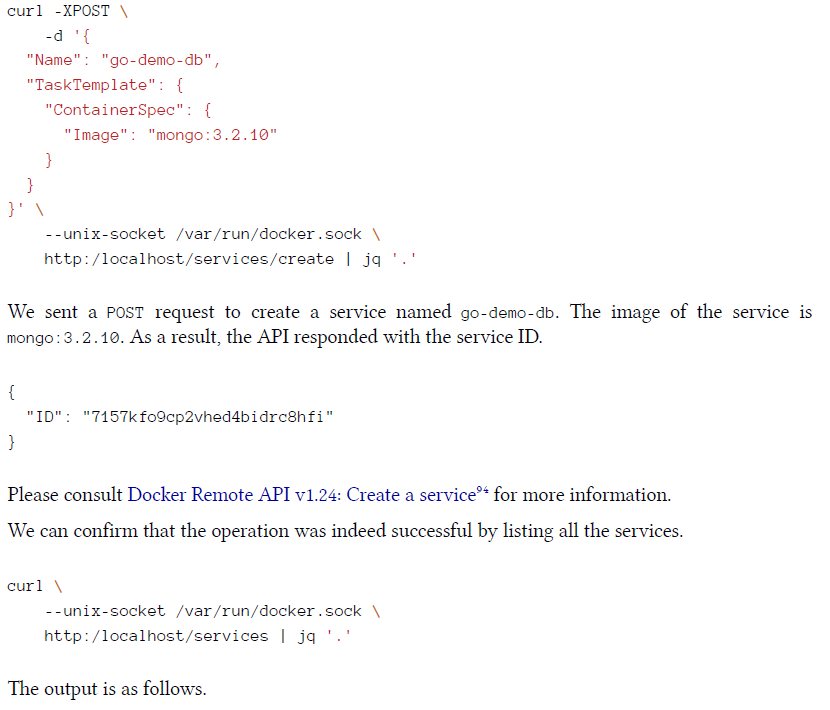 curl -XPOST \
    -d '{
  "Name": "go-demo-db",
  "TaskTemplate": {
    "ContainerSpec": {
      "Image": "mongo:3.2.10"
    }
  }
}' \
    --unix-socket /var/run/docker.sock \
    http:/localhost/services/create | jq '.'
We sent a POST request to create a service named go-demo-db. The image of the service is
mongo:3.2.10. As a result, the API responded with the service ID.
{
  "ID": "7157kfo9cp2vhed4bidrc8hfi"
}
Please consult Docker Remote API v1.24: Create a service⁹⁴ for more information.
We can confirm that the operation was indeed successful by listing all the services.
curl \
    --unix-socket /var/run/docker.sock \
    http:/localhost/services | jq '.'
The output is as follows.